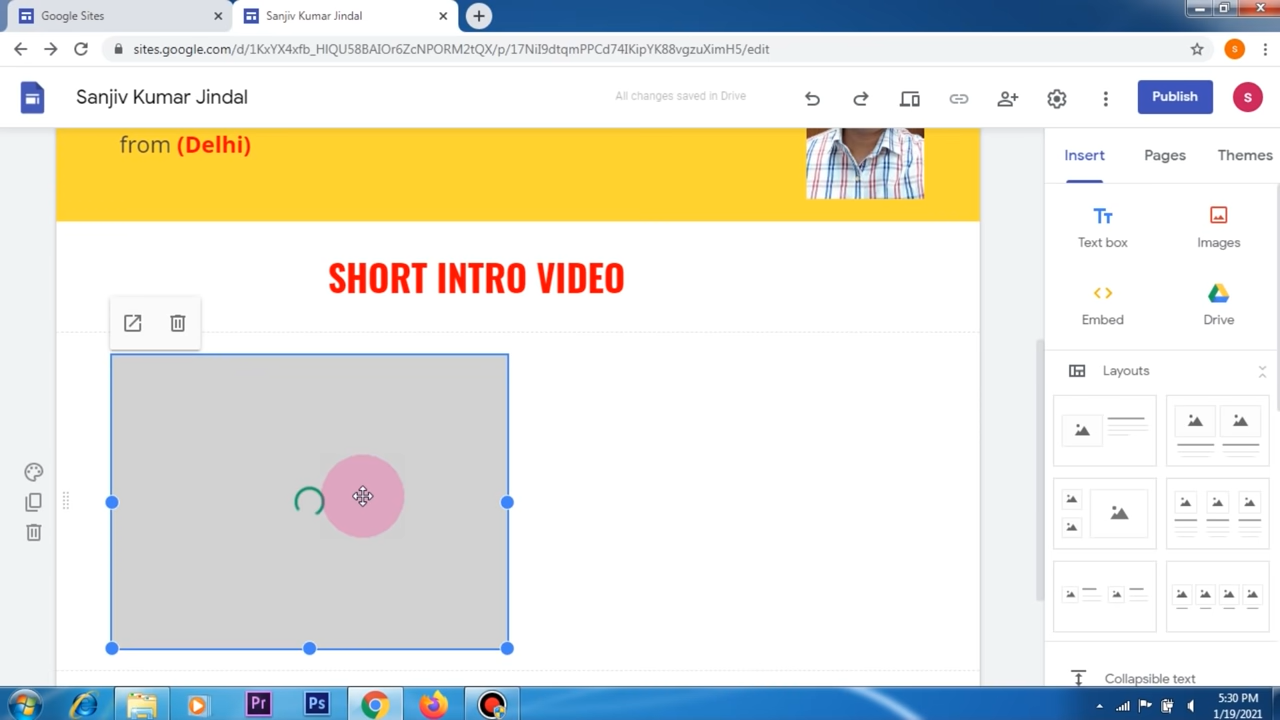 Google Sites
Sanjiv Kumar Jindal
sites.google.com/d/1KxYX4xfb_HIQU58BAIOr6ZcNPORM2tQX/p/17NiI9dtqmPPCd74IKipYK88vgzuXimH5/edit
S
Sanjiv Kumar Jindal
All changes saved in Drive
Publish
S
from (Delhi)
Insert
Pages
Themes
Text box
Images
SHORT INTRO VIDEO
Embed
Drive
Layouts
Collapsible text
Pr
Ps
5:30 PM
1/19/2021